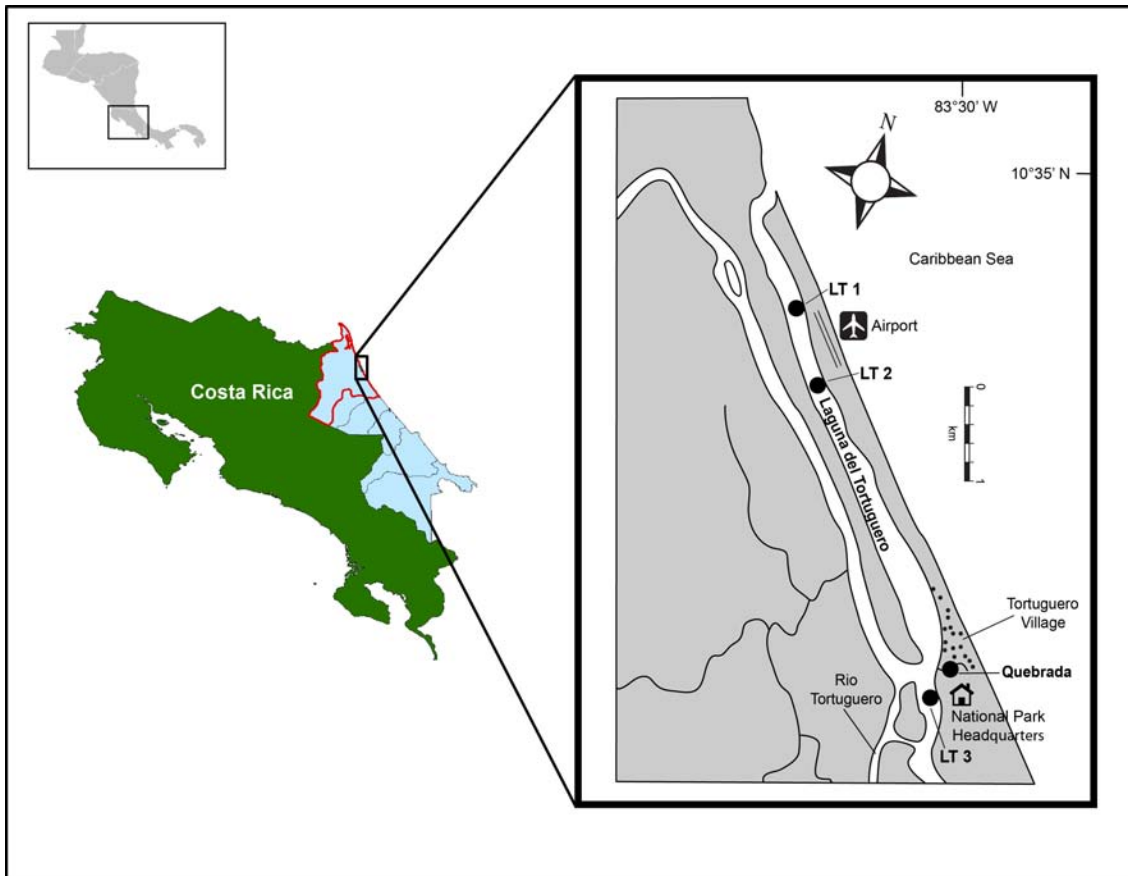 Costa Rica
83°30' W
N
10°35' N
Caribbean Sea
LT 1
Airport
LT 2
0
km
1
Laguna del Tortuguero
Tortuguero
Village
Quebrada
Rio
Tortuguero
National Park
Headquarters
LT 3